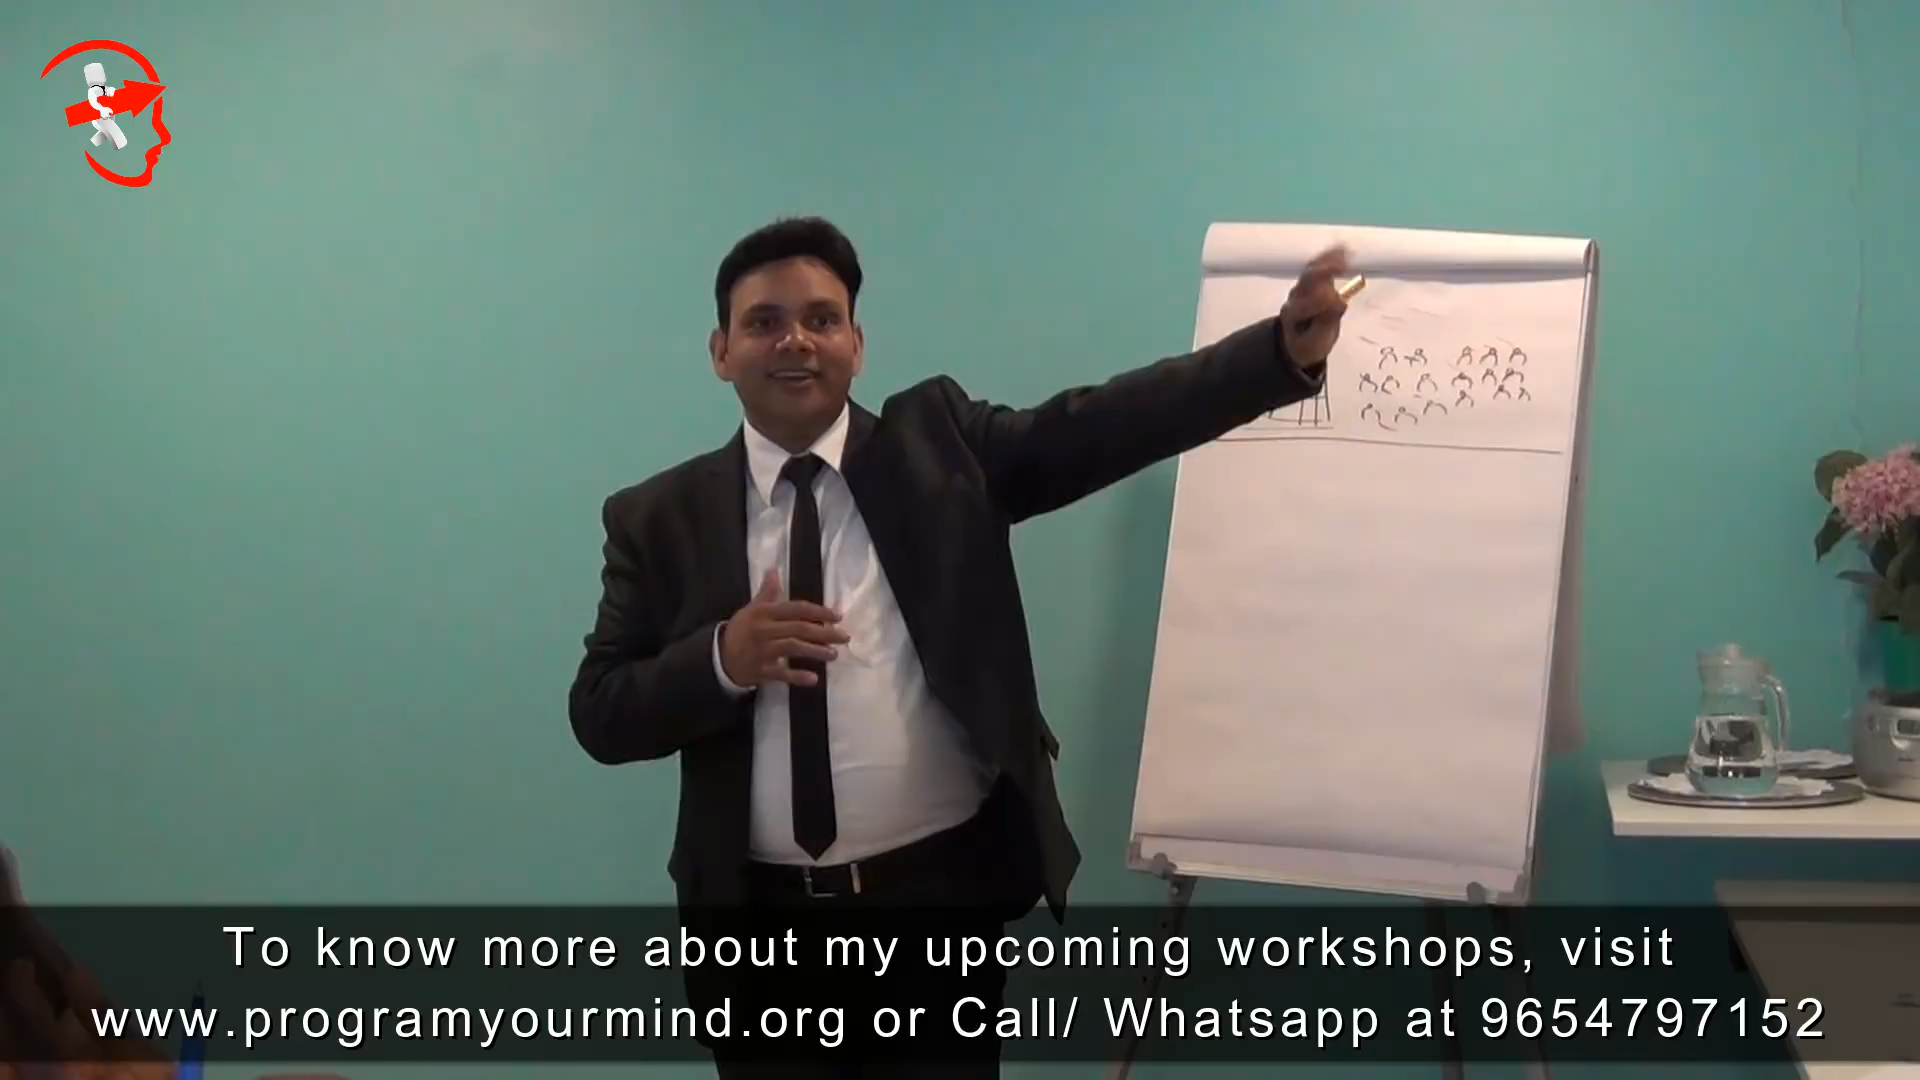 To know more about my upcoming workshops, visit
www.programyourmind.org or Call/ Whatsapp at 9654797152